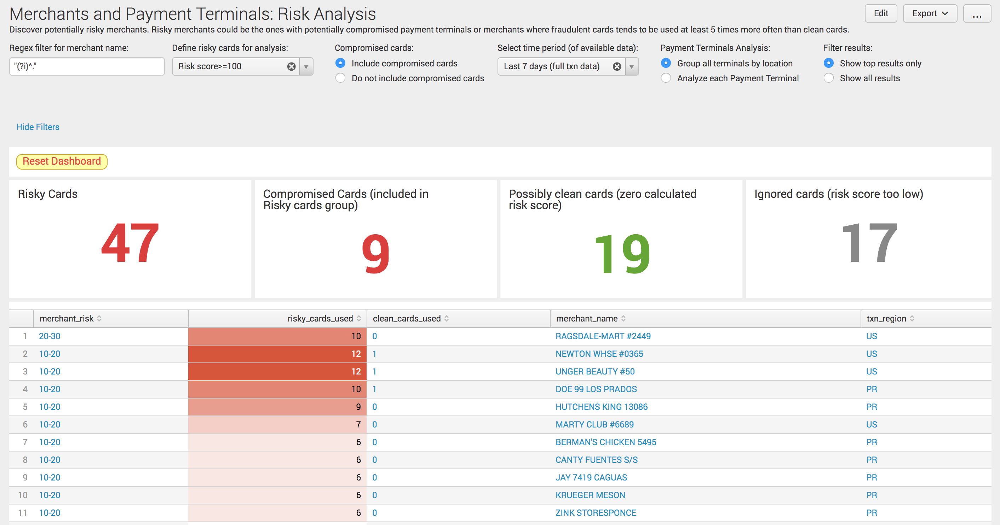 Merchants and Payment Terminals: Risk Analysis
Edit
Export
...
Discover potentially risky merchants. Risky merchants could be the ones with potentially compromised payment terminals or merchants where fraudulent cards tends to be used at least 5 times more often than clean cards.
Regex filter for merchant name:
"(?i)^."
Define risky cards for analysis:
Risk score>=100
Compromised cards:
Include compromised cards
Do not include compromised cards
Select time period (of available data):
Last 7 days (full txn data)
Payment Terminals Analysis:
Group all terminals by location
Analyze each Payment Terminal
Filter results:
Show top results only
Show all results
Hide Filters
Reset Dashboard
Risky Cards
47
Compromised Cards (included in
Risky cards group)
9
Possibly clean cards (zero calculated
risk score)
19
Ignored cards (risk score too low)
17
merchant_risk risky_cards_used clean_cards_used merchant_name txn_region
1 20-30 10 0 RAGSDALE-MART #2449 US
2 10-20 12 1 NEWTON WHSE #0365 US
3 10-20 12 1 UNGER BEAUTY #50 US
4 10-20 10 1 DOE 99 LOS PRADOS PR
5 10-20 9 0 HUTCHENS KING 13086 PR
6 10-20 7 0 MARTY CLUB #6689 US
7 10-20 6 0 BERMAN'S CHICKEN 5495 PR
8 10-20 6 0 CANTY FUENTES S/S PR
9 10-20 6 0 JAY 7419 CAGUAS PR
10 10-20 6 0 KRUEGER MESON PR
11 10-20 6 0 ZINK STORESPONCE PR